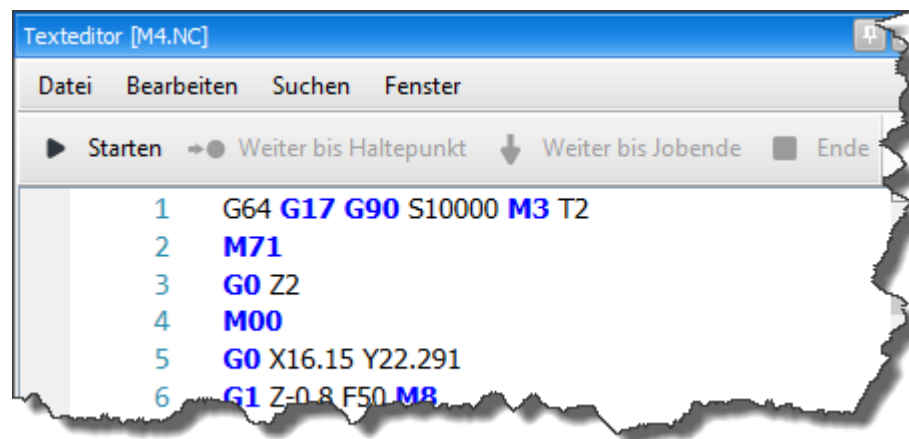 Texteditor [M4.NC]
Datei Bearbeiten Suchen Fenster
Starten Weiter bis Haltepunkt Weiter bis Jobende Ende
1 G64 G17 G90 S10000 M3 T2
2 M71
3 G0 Z2
4 M00
5 G0 X16.15 Y22.291
6 G1 Z-0.8 F50 M8